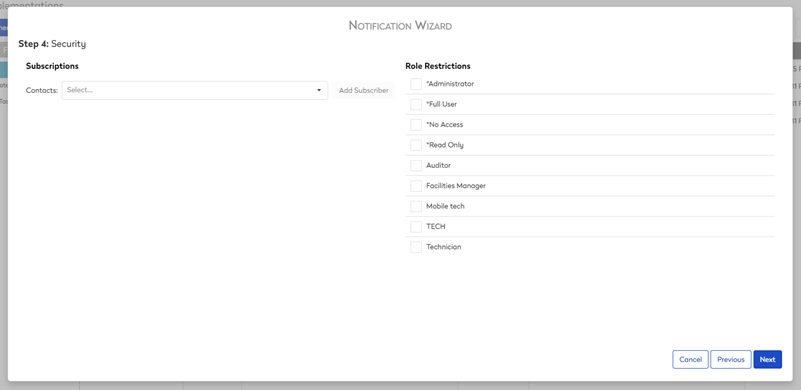 plementations
NOTIFICATION WIZARD
Step 4: Security
Subscriptions
Contacts: Select... Add Subscriber
Role Restrictions
*Administrator
*Full User
*No Access
*Read Only
Auditor
Facilities Manager
Mobile tech
TECH
Technician
Cancel Previous Next